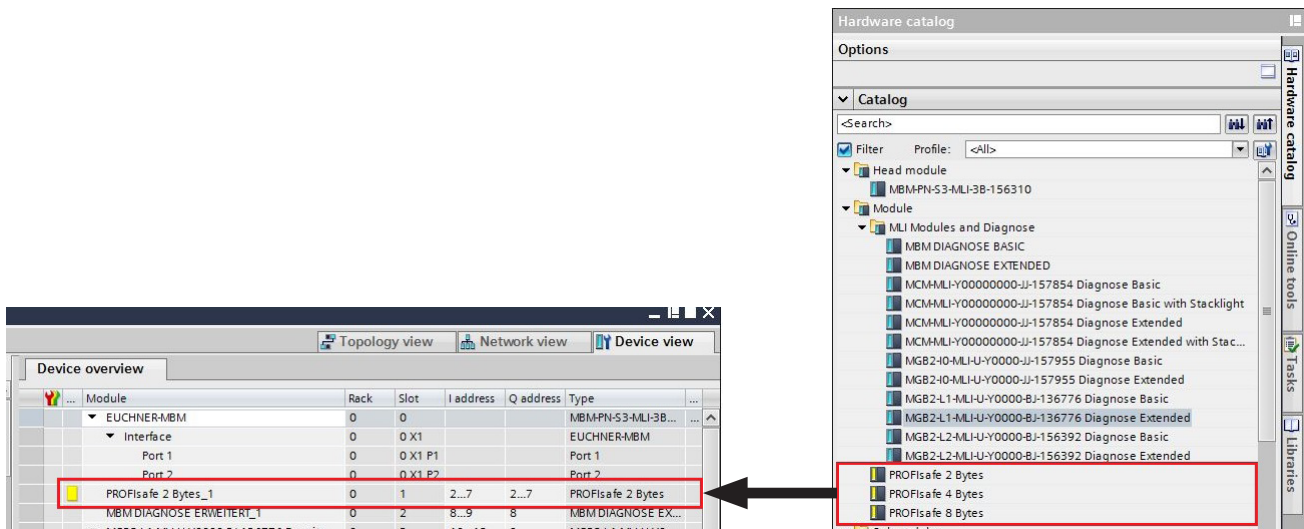 Hardware catalog
Options
Catalog
<Search>
Filter Profile: <All>
Head module
MBM-PN-S3-MLI-3B-156310
Module
MLI Modules and Diagnose
MBM DIAGNOSE BASIC
MBM DIAGNOSE EXTENDED
MCM-MLI-Y00000000-JJ-157854 Diagnose Basic
MCM-MLI-Y00000000-JJ-157854 Diagnose Basic with Stacklight
MCM-MLI-Y00000000-JJ-157854 Diagnose Extended
MCM-MLI-Y00000000-JJ-157854 Diagnose Extended with Stac...
MGB2-I0-MLI-U-Y0000-JJ-157955 Diagnose Basic
MGB2-I0-MLI-U-Y0000-JJ-157955 Diagnose Extended
MGB2-L1-MLI-U-Y0000-BJ-136776 Diagnose Basic
MGB2-L1-MLI-U-Y0000-BJ-136776 Diagnose Extended
MGB2-L2-MLI-U-Y0000-BJ-156392 Diagnose Basic
MGB2-L2-MLI-U-Y0000-BJ-156392 Diagnose Extended
PROFIsafe 2 Bytes
PROFIsafe 4 Bytes
PROFIsafe 8 Bytes
Hardware catalog
Online tools
Tasks
Libraries
Topology view Network view Device view
Device overview
... Module Rack Slot I address Q address Type ...
EUCHNER-MBM 0 0 MBM-PN-S3-MLI-3B... ...
Interface 0 0 X1 EUCHNER-MBM
Port 1 0 0 X1 P1 Port 1
Port 2 0 0 X1 P2 Port 2
PROFIsafe 2 Bytes_1 0 1 2...7 2...7 PROFIsafe 2 Bytes
MBM DIAGNOSE ERWEITERT_1 0 2 8...9 8 MBM DIAGNOSE EX...